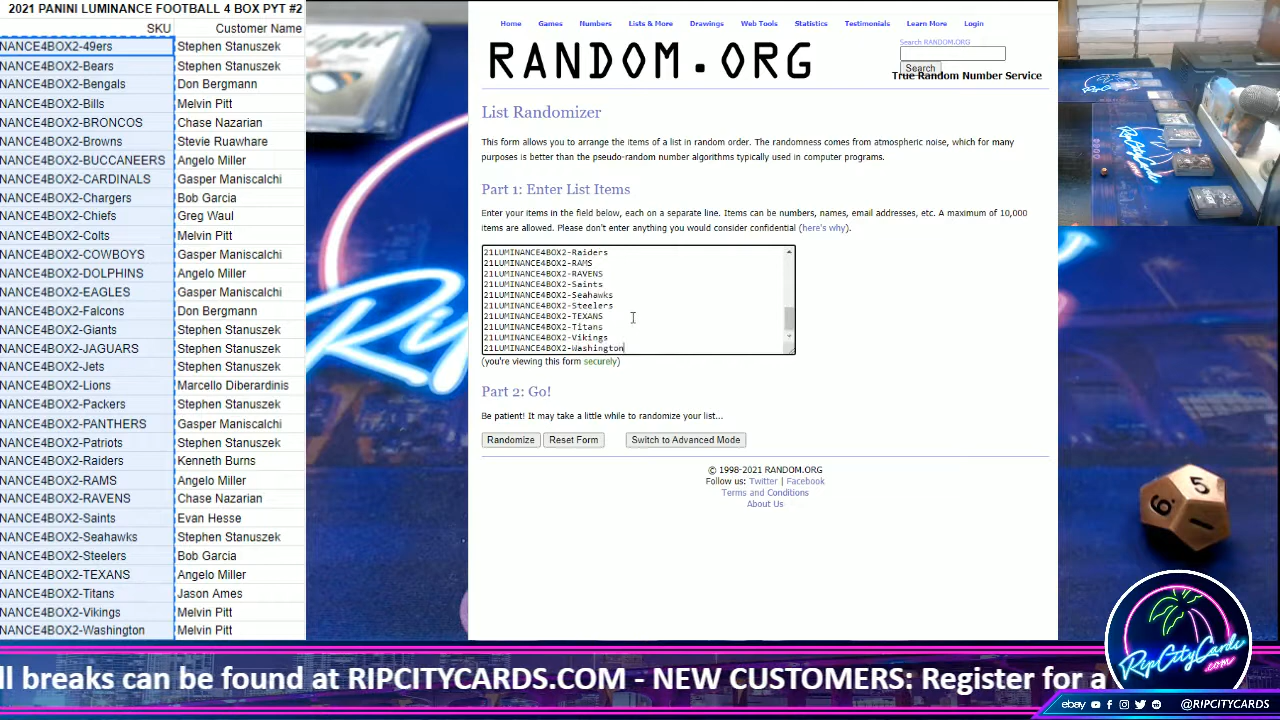 2021 PANINI LUMINANCE FOOTBALL 4 BOX PYT #2
SKU Customer Name
NANCE4BOX2-49ers Stephen Stanuszek
NANCE4BOX2-Bears Stephen Stanuszek
NANCE4BOX2-Bengals Don Bergmann
NANCE4BOX2-Bills Melvin Pitt
NANCE4BOX2-BRONCOS Chase Nazarian
NANCE4BOX2-Browns Stevie Ruawhare
NANCE4BOX2-BUCCANEERS Angelo Miller
NANCE4BOX2-CARDINALS Gasper Maniscalchi
NANCE4BOX2-Chargers Bob Garcia
NANCE4BOX2-Chiefs Greg Waul
NANCE4BOX2-Colts Melvin Pitt
NANCE4BOX2-COWBOYS Gasper Maniscalchi
NANCE4BOX2-DOLPHINS Angelo Miller
NANCE4BOX2-EAGLES Gasper Maniscalchi
NANCE4BOX2-Falcons Don Bergmann
NANCE4BOX2-Giants Stephen Stanuszek
NANCE4BOX2-JAGUARS Stephen Stanuszek
NANCE4BOX2-Jets Stephen Stanuszek
NANCE4BOX2-Lions Marcello Diberardinis
NANCE4BOX2-Packers Stephen Stanuszek
NANCE4BOX2-PANTHERS Gasper Maniscalchi
NANCE4BOX2-Patriots Stephen Stanuszek
NANCE4BOX2-Raiders Kenneth Burns
NANCE4BOX2-RAMS Angelo Miller
NANCE4BOX2-RAVENS Chase Nazarian
NANCE4BOX2-Saints Evan Hesse
NANCE4BOX2-Seahawks Stephen Stanuszek
NANCE4BOX2-Steelers Bob Garcia
NANCE4BOX2-TEXANS Angelo Miller
NANCE4BOX2-Titans Jason Ames
NANCE4BOX2-Vikings Melvin Pitt
NANCE4BOX2-Washington Melvin Pitt
Home Games Numbers Lists & More Drawings Web Tools Statistics Testimonials Learn More Login
RANDOM.ORG
Search RANDOM.ORG
Search
True Random Number Service
List Randomizer
This form allows you to arrange the items of a list in random order. The randomness comes from atmospheric noise, which for many
purposes is better than the pseudo-random number algorithms typically used in computer programs.
Part 1: Enter List Items
Enter your items in the field below, each on a separate line. Items can be numbers, names, email addresses, etc. A maximum of 10,000
items are allowed. Please don't enter anything you would consider confidential (here's why).
21LUMINANCE4BOX2-Raiders
21LUMINANCE4BOX2-RAMS
21LUMINANCE4BOX2-RAVENS
21LUMINANCE4BOX2-Saints
21LUMINANCE4BOX2-Seahawks
21LUMINANCE4BOX2-Steelers
21LUMINANCE4BOX2-TEXANS
21LUMINANCE4BOX2-Titans
21LUMINANCE4BOX2-Vikings
21LUMINANCE4BOX2-Washington
(you're viewing this form securely)
Part 2: Go!
Be patient! It may take a little while to randomize your list...
Randomize Reset Form Switch to Advanced Mode
© 1998-2021 RANDOM.ORG
Follow us: Twitter | Facebook
Terms and Conditions
About Us
6. 5
RipCityCards
.com
ll breaks can be found at RIPCITYCARDS.COM - NEW CUSTOMERS: Register for a
ebay @RIPCITYCARDS